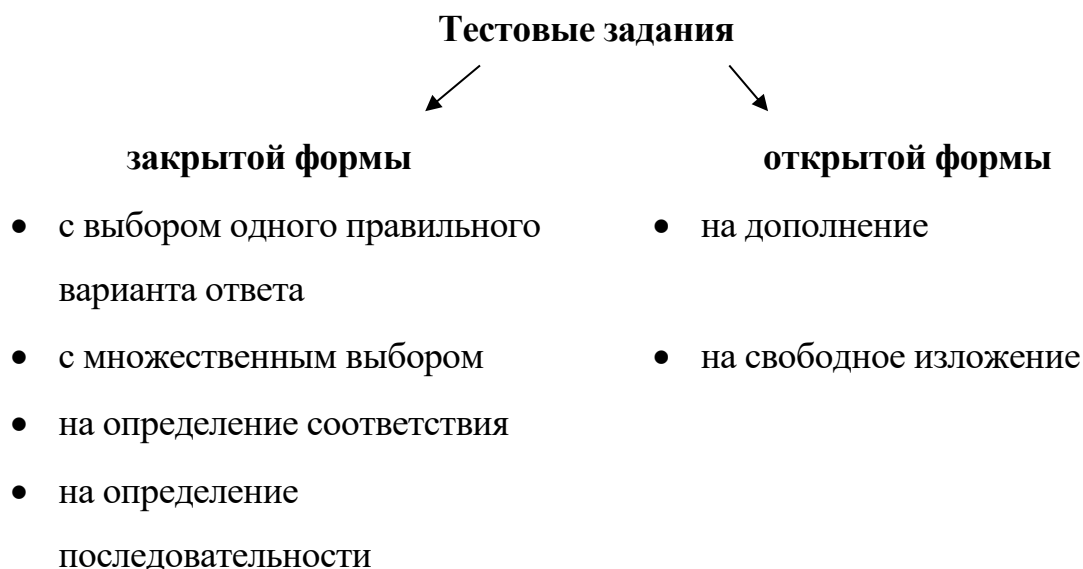 Тестовые задания
закрытой формы
• с выбором одного правильного
варианта ответа
• с множественным выбором
• на определение соответствия
• на определение
последовательности
открытой формы
• на дополнение
• на свободное изложение